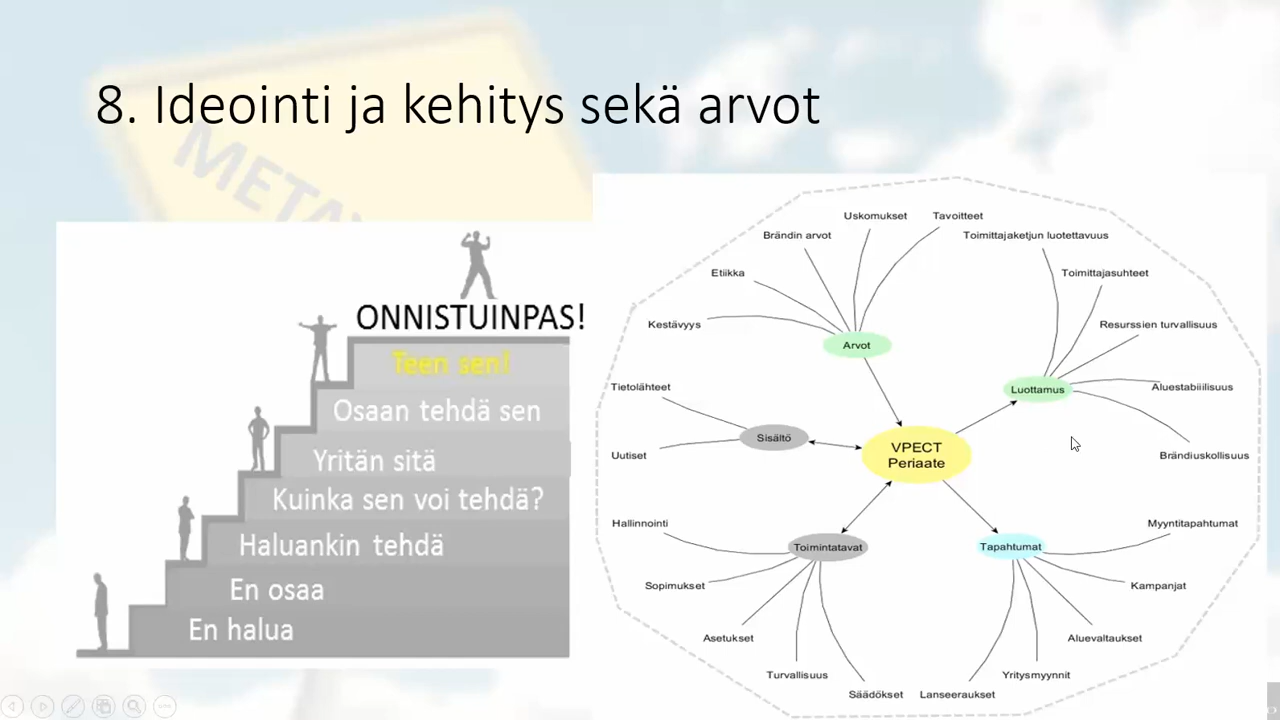 8. Ideointi ja kehitys sekä arvot
ONNISTUINPAS!
Teen sen!
Osaan tehdä sen
Yritän sitä
Kuinka sen voi tehdä?
Haluankin tehdä
En osaa
En halua
Uskomukset
Tavoitteet
Brändin arvot
Toimittajaketjun luotettavuus
Etiikka
Toimittajasuhteet
Kestävyys
Resurssien turvallisuus
Arvot
Tietolähteet
Luottamus
Aluestabiiilisuus
Sisältö
VPECT
Periaate
Uutiset
Brändiuskollisuus
Hallinnointi
Myyntitapahtumat
Toimintatavat
Tapahtumat
Sopimukset
Kampanjat
Asetukset
Aluevaltaukset
Turvallisuus
Yritysmyynnit
Säädökset
Lanseeraukset